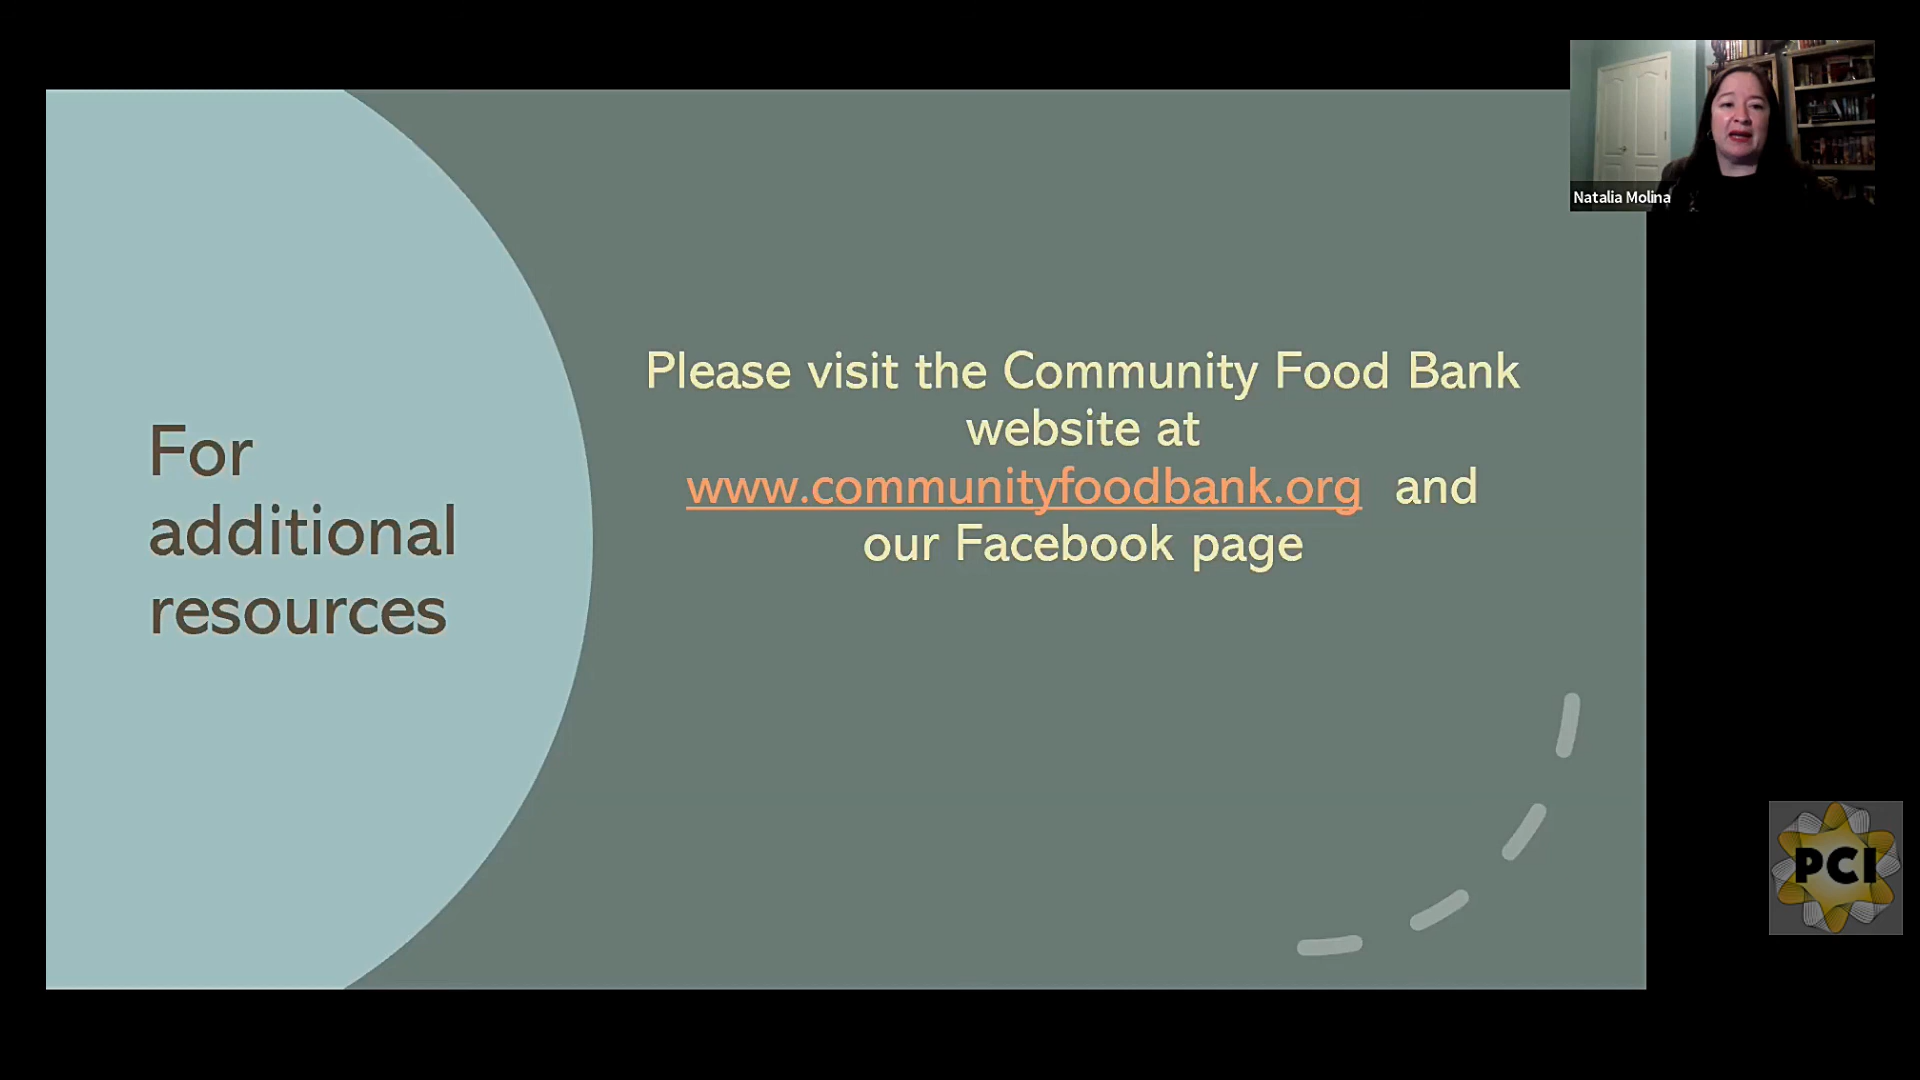 Natalia Molina
For
additional
resources
Please visit the Community Food Bank
website at
www.communityfoodbank.org and
our Facebook page
PCI